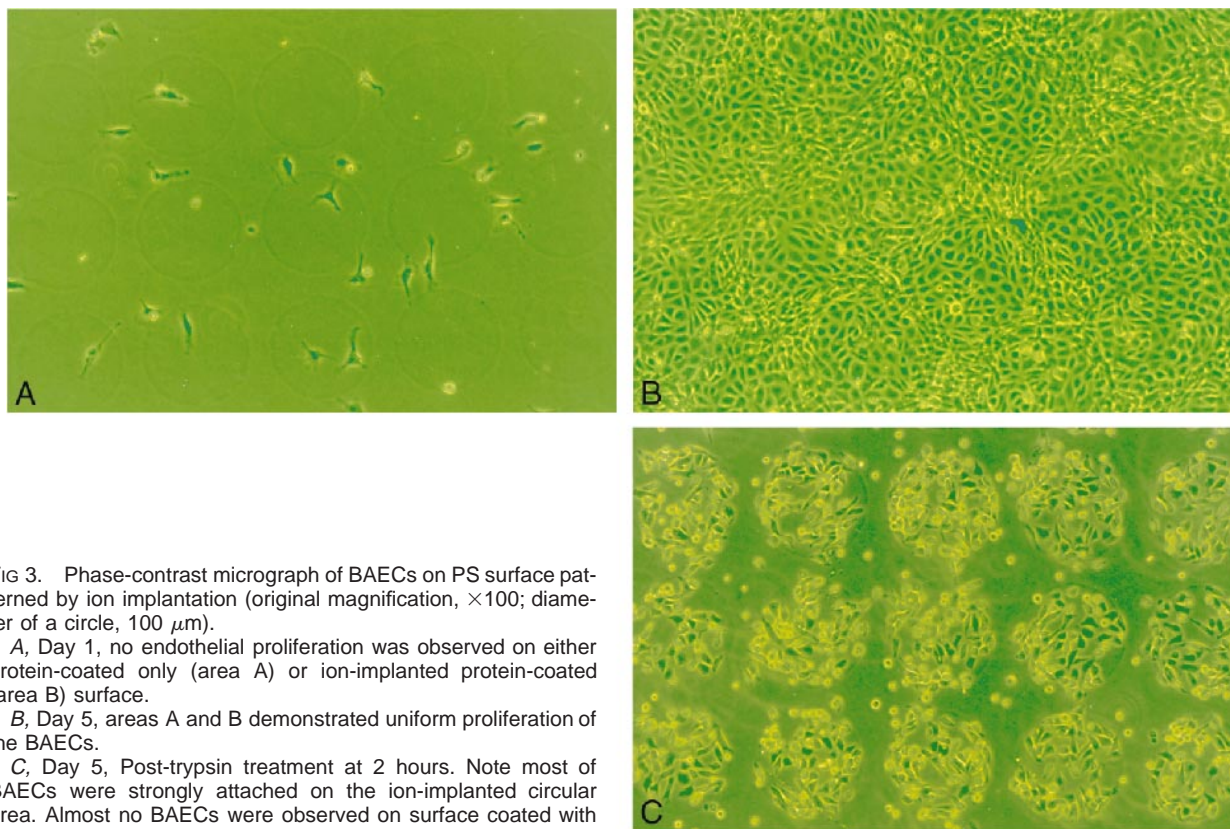 A
B
C
IG 3. Phase-contrast micrograph of BAECs on PS surface pat-
erned by ion implantation (original magnification, ×100; diame-
er of a circle, 100 μm).
A, Day 1, no endothelial proliferation was observed on either
rotein-coated only (area A) or ion-implanted protein-coated
area B) surface.
B, Day 5, areas A and B demonstrated uniform proliferation of
he BAECs.
C, Day 5, Post-trypsin treatment at 2 hours. Note most of
BAECs were strongly attached on the ion-implanted circular
rea. Almost no BAECs were observed on surface coated with